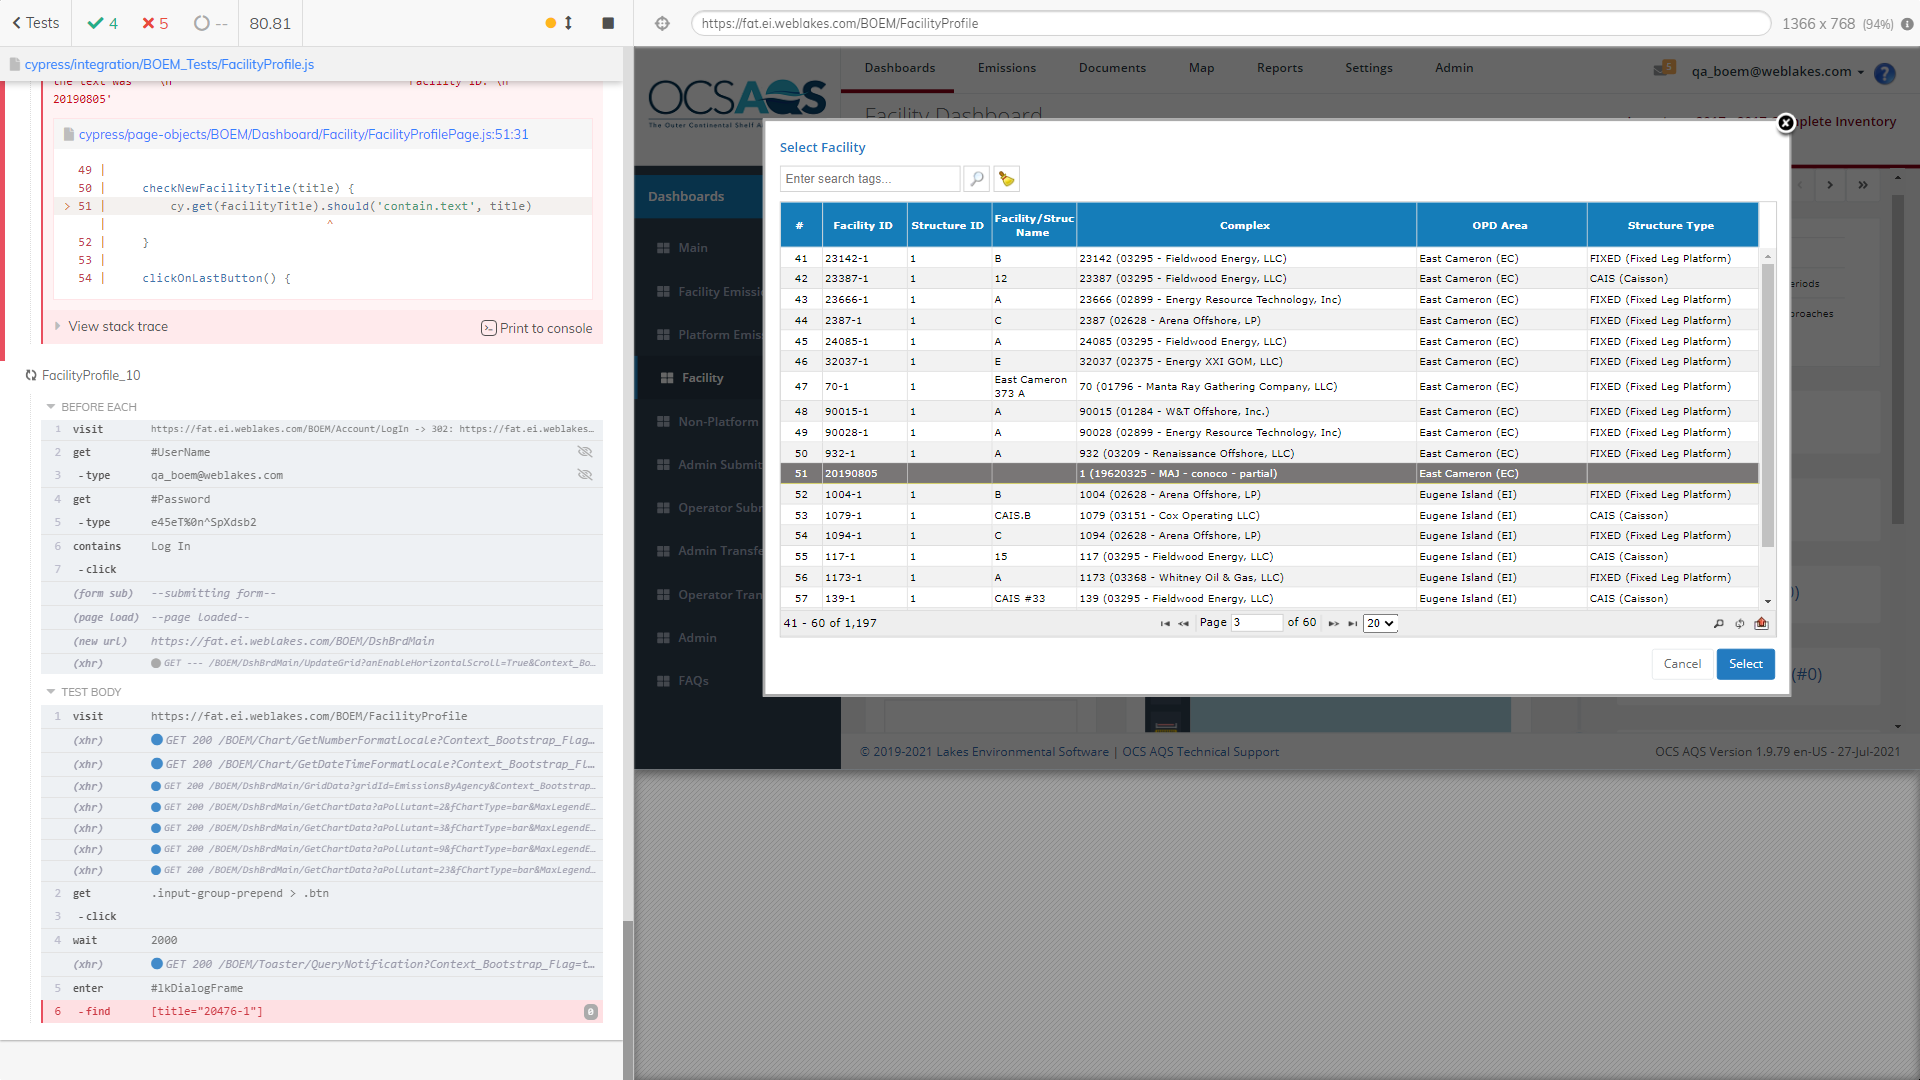 Tests
4
5
--
80.81
cypress/integration/BOEM_Tests/FacilityProfile.js
the text was '\n Facility ID: \n
20190805'
cypress/page-objects/BOEM/Dashboard/Facility/FacilityProfilePage.js:51:31
49 |
50 | checkNewFacilityTitle(title) {
> 51 | cy.get(facilityTitle).should('contain.text', title)
| ^
52 | }
53 |
54 | clickOnLastButton() {
View stack trace
Print to console
FacilityProfile_10
BEFORE EACH
1 visit https://fat.ei.weblakes.com/BOEM/Account/LogIn -> 302: https://fat.ei.weblakes...
2 get #UserName
3 -type qa_boem@weblakes.com
4 get #Password
5 -type e45eT%0n^SpXdsb2
6 contains Log In
7 -click
(form sub) --submitting form--
(page load) --page loaded--
(new url) https://fat.ei.weblakes.com/BOEM/DshBrdMain
(xhr) GET --- /BOEM/DshBrdMain/UpdateGrid?anEnableHorizontalScroll=True&Context_Bo...
TEST BODY
1 visit https://fat.ei.weblakes.com/BOEM/FacilityProfile
(xhr) GET 200 /BOEM/Chart/GetNumberFormatLocale?Context_Bootstrap_Flag...
(xhr) GET 200 /BOEM/Chart/GetDateTimeFormatLocale?Context_Bootstrap_Fl...
(xhr) GET 200 /BOEM/DshBrdMain/GridData?gridId=EmissionsByAgency&Context_Bootstrap...
(xhr) GET 200 /BOEM/DshBrdMain/GetChartData?aPollutant=2&fChartType=bar&MaxLegendE...
(xhr) GET 200 /BOEM/DshBrdMain/GetChartData?aPollutant=3&fChartType=bar&MaxLegendE...
(xhr) GET 200 /BOEM/DshBrdMain/GetChartData?aPollutant=9&fChartType=bar&MaxLegendE...
(xhr) GET 200 /BOEM/DshBrdMain/GetChartData?aPollutant=23&fChartType=bar&MaxLegend...
2 get .input-group-prepend > .btn
3 -click
4 wait 2000
(xhr) GET 200 /BOEM/Toaster/QueryNotification?Context_Bootstrap_Flag=t...
5 enter #lkDialogFrame
6 -find [title="20476-1"] 0
https://fat.ei.weblakes.com/BOEM/FacilityProfile
1366 x 768 (94%)
OCSAQS
The Outer Continental Shelf A
Dashboards Emissions Documents Map Reports Settings Admin
5
qa_boem@weblakes.com
?
Facility Dashboard
plete Inventory
Dashboards
Main
Facility Emissi
Platform Emis
Facility
Non-Platform
Admin Submit
Operator Subr
Admin Transfe
Operator Tran
Admin
FAQs
eriods
proaches
(#0)
Select Facility
Enter search tags...
# Facility ID Structure ID Facility/Struc Name Complex OPD Area Structure Type
41 23142-1 1 B 23142 (03295 - Fieldwood Energy, LLC) East Cameron (EC) FIXED (Fixed Leg Platform)
42 23387-1 1 12 23387 (03295 - Fieldwood Energy, LLC) East Cameron (EC) CAIS (Caisson)
43 23666-1 1 A 23666 (02899 - Energy Resource Technology, Inc) East Cameron (EC) FIXED (Fixed Leg Platform)
44 2387-1 1 C 2387 (02628 - Arena Offshore, LP) East Cameron (EC) FIXED (Fixed Leg Platform)
45 24085-1 1 A 24085 (03295 - Fieldwood Energy, LLC) East Cameron (EC) FIXED (Fixed Leg Platform)
46 32037-1 1 E 32037 (02375 - Energy XXI GOM, LLC) East Cameron (EC) FIXED (Fixed Leg Platform)
47 70-1 1 East Cameron 373 A 70 (01796 - Manta Ray Gathering Company, LLC) East Cameron (EC) FIXED (Fixed Leg Platform)
48 90015-1 1 A 90015 (01284 - W&T Offshore, Inc.) East Cameron (EC) FIXED (Fixed Leg Platform)
49 90028-1 1 A 90028 (02899 - Energy Resource Technology, Inc) East Cameron (EC) FIXED (Fixed Leg Platform)
50 932-1 1 A 932 (03209 - Renaissance Offshore, LLC) East Cameron (EC) FIXED (Fixed Leg Platform)
51 20190805 1 (19620325 - MAJ - conoco - partial) East Cameron (EC)
52 1004-1 1 B 1004 (02628 - Arena Offshore, LP) Eugene Island (EI) FIXED (Fixed Leg Platform)
53 1079-1 1 CAIS.B 1079 (03151 - Cox Operating LLC) Eugene Island (EI) CAIS (Caisson)
54 1094-1 1 C 1094 (02628 - Arena Offshore, LP) Eugene Island (EI) FIXED (Fixed Leg Platform)
55 117-1 1 15 117 (03295 - Fieldwood Energy, LLC) Eugene Island (EI) CAIS (Caisson)
56 1173-1 1 A 1173 (03368 - Whitney Oil & Gas, LLC) Eugene Island (EI) FIXED (Fixed Leg Platform)
57 139-1 1 CAIS #33 139 (03295 - Fieldwood Energy, LLC) Eugene Island (EI) CAIS (Caisson)
41 - 60 of 1,197
Page 3 of 60
20
Cancel
Select
© 2019-2021 Lakes Environmental Software | OCS AQS Technical Support
OCS AQS Version 1.9.79 en-US - 27-Jul-2021